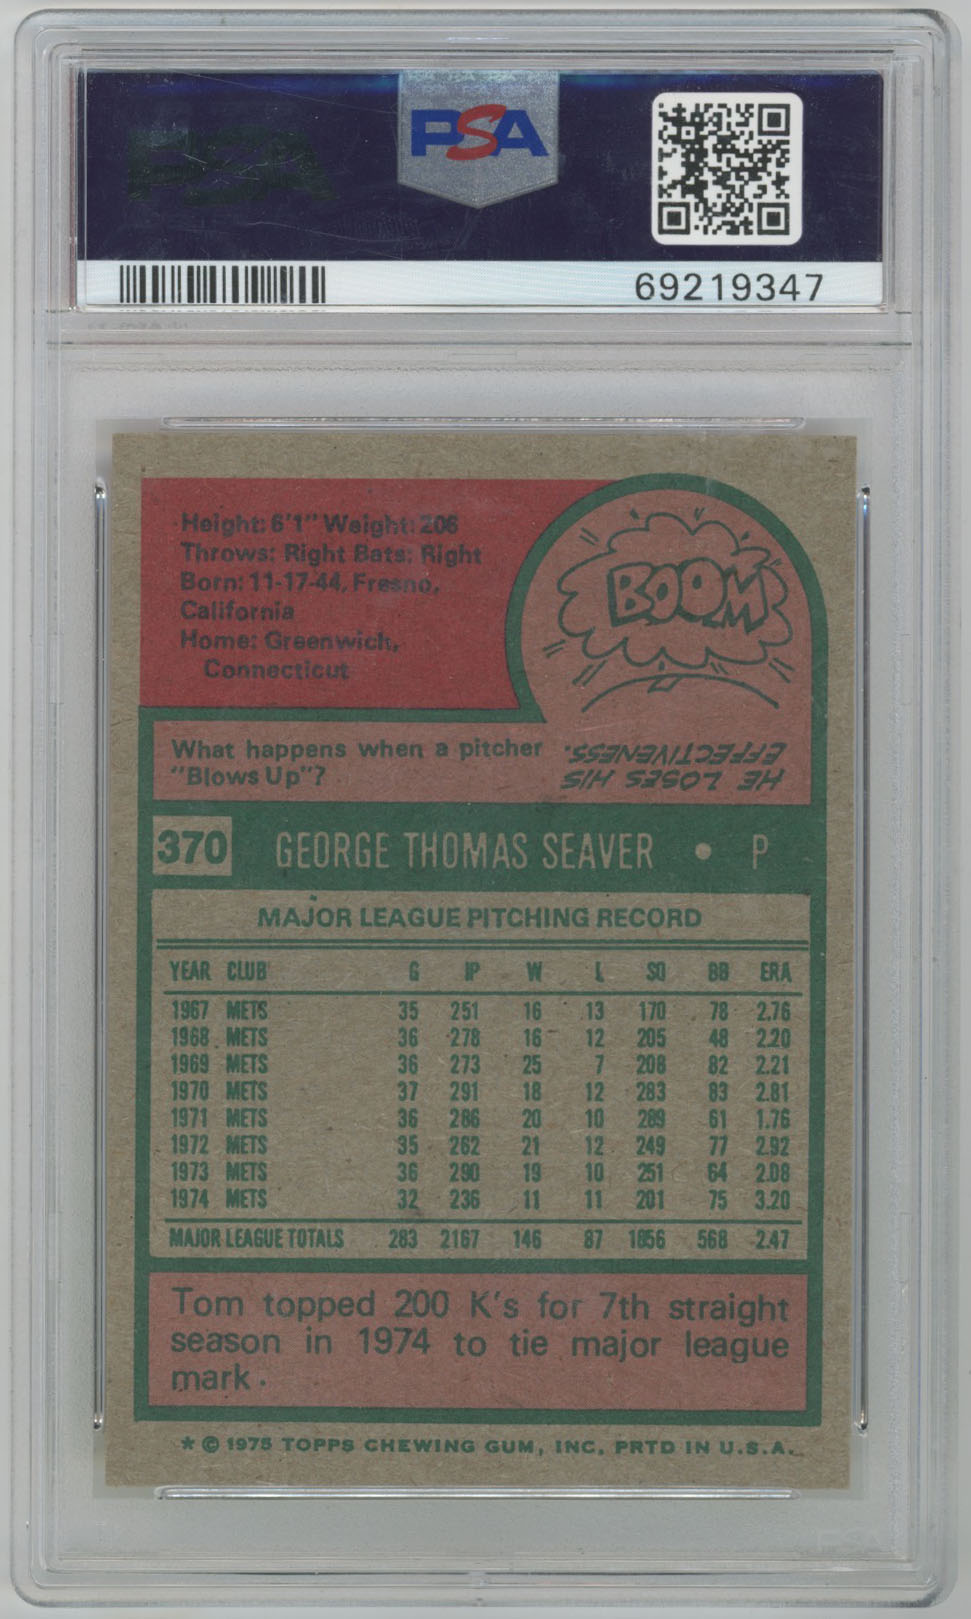 PSA
PSA
69219347
Height: 6'1" Weight: 206
Throws: Right Bats: Right
Born: 11-17-44, Fresno,
California
Home: Greenwich,
Connecticut
BOOM
What happens when a pitcher
"Blows Up"?
HE LOSES HIS
EFFECTIVENESS.
370 GEORGE THOMAS SEAVER • P
MAJOR LEAGUE PITCHING RECORD
YEAR CLUB G IP W L SO BB ERA
1967 METS 35 251 16 13 170 78 2.76
1968 METS 36 278 16 12 205 48 2.20
1969 METS 36 273 25 7 208 82 2.21
1970 METS 37 291 18 12 283 83 2.81
1971 METS 36 286 20 10 289 61 1.76
1972 METS 35 262 21 12 249 77 2.92
1973 METS 36 290 19 10 251 64 2.08
1974 METS 32 236 11 11 201 75 3.20
MAJOR LEAGUE TOTALS 283 2167 146 87 1856 568 2.47
Tom topped 200 K's for 7th straight
season in 1974 to tie major league
mark.
* © 1975 TOPPS CHEWING GUM, INC. PRTD IN U.S.A.